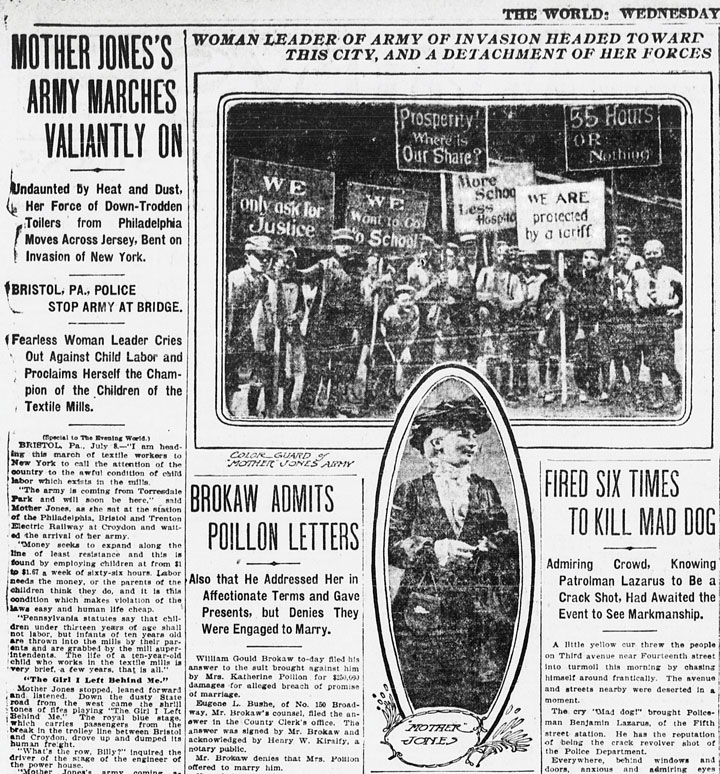 THE WORLD: WEDNESDAY
MOTHER JONES'S
ARMY MARCHES
VALIANTLY ON
Undaunted By Heat and Dust,
Her Force of Down-Trodden
Toilers from Philadelphia
Moves Across Jersey, Bent on
Invasion of New York.
BRISTOL, PA., POLICE
STOP ARMY AT BRIDGE.
Fearless Woman Leader Cries
Out Against Child Labor and
Proclaims Herself the Cham-
pion of the Children of the
Textile Mills.
(Special to The Evening World.)
BRISTOL, Pa., July 8.—"I am head-
ing this march of textile workers to
New York to call the attention of the
country to the awful condition of child
labor which exists in the mills.
"The army is coming from Torresdale
Park and will soon be here," said
Mother Jones, as she sat at the station
of the Philadelphia, Bristol and Trenton
Electric Railway at Croydon and wait-
ed the arrival of her army.
"Money seeks to expand along the
line of least resistance and this is
found by employing children at from $1
to $1.67 a week of sixty-six hours. Labor
needs the money, or the parents of the
children think they do, and it is this
condition which makes violation of the
laws easy and human life cheap.
"Pennsylvania statutes say that chil-
dren under thirteen years of age shall
not labor, but infants of ten years old
are thrown into the mills by their par-
ents and are grabbed by the mill super-
intendents. The life of a ten-year-old
child who works in the textile mills is
very brief, a few years, that is all."
"The Girl I Left Behind Me."
Mother Jones stopped, leaned forward
and listened. Down the dusty State
road from the west came the shrill
tones of fifes playing "The Girl I Left
Behind Me." The royal blue stage,
which carries passengers from the
break in the trolley line between Bristol
and Croydon, drove up and dumped its
human freight.
"What's the row, Billy?" inquired the
driver of the stage of the engineer of
the power house.
"Mother Jones's army coming
WOMAN LEADER OF ARMY OF INVASION HEADED TOWARD
THIS CITY, AND A DETACHMENT OF HER FORCES
Prosperity!
Where is
Our Share?
55 Hours
OR
Nothing
WE
only ask for
Justice
WE
Want to Go
To School!
More
Schoo
Less
Hospita
WE ARE
protected
by a tariff
COLOR GUARD of
"MOTHER" JONES ARMY
MOTHER
JONES
BROKAW ADMITS
POILLON LETTERS
Also that He Addressed Her in
Affectionate Terms and Gave
Presents, but Denies They
Were Engaged to Marry.
William Gould Brokaw to-day filed his
answer to the suit brought against him
by Mrs. Katherine Poillon for $250,000
damages for alleged breach of promise
of marriage.
Eugene L. Bushe, of No. 150 Broad-
way, Mr. Brokaw's counsel, filed the an-
swer in the County Clerk's office. The
answer was signed by Mr. Brokaw and
acknowledged by Henry W. Kiralfy, a
notary public.
Mr. Brokaw denies that Mrs. Poillon
offered to marry him.
FIRED SIX TIMES
TO KILL MAD DOG
Admiring Crowd, Knowing
Patrolman Lazarus to Be a
Crack Shot, Had Awaited the
Event to See Markmanship.
A little yellow cur threw the people
on Third avenue near Fourteenth street
into turmoil this morning by chasing
himself around frantically. The avenue
and streets nearby were deserted in a
moment.
The cry "Mad dog!" brought Police-
man Benjamin Lazarus, of the Fifth
street station. He has the reputation
of being the crack revolver shot of
the Police Department.
Everywhere, behind windows and
doors, anxious and admiring eyes